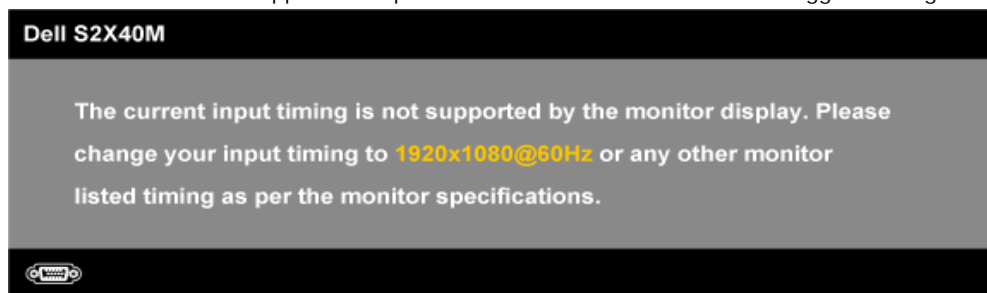 Dell S2X40M
The current input timing is not supported by the monitor display. Please
change your input timing to 1920x1080@60Hz or any other monitor
listed timing as per the monitor specifications.